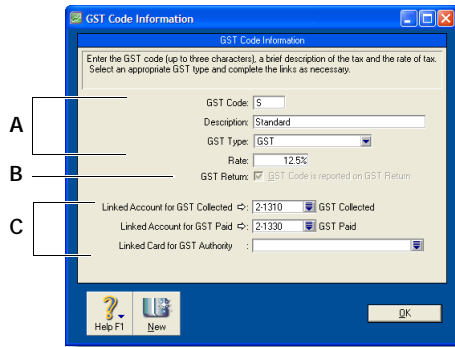 GST Code Information
GST Code Information
Enter the GST code (up to three characters), a brief description of the tax and the rate of tax.
Select an appropriate GST type and complete the links as necessary.
A
GST Code: S
Description: Standard
GST Type: GST
Rate: 12.5%
B
GST Return: GST Code is reported on GST Return
C
Linked Account for GST Collected ⇨: 2-1310 GST Collected
Linked Account for GST Paid ⇨: 2-1330 GST Paid
Linked Card for GST Authority :
Help F1
New
OK